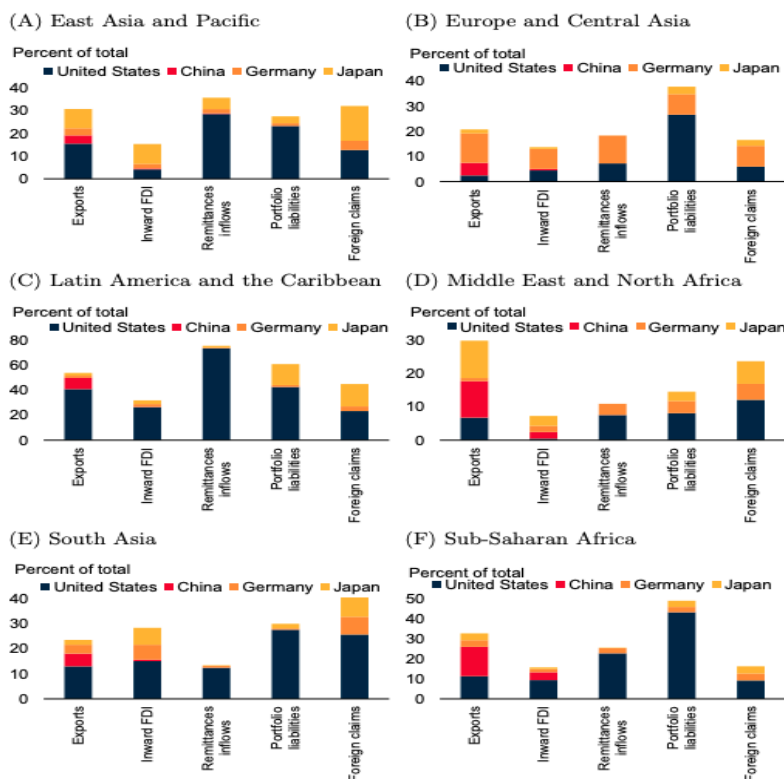 (A) East Asia and Pacific
Percent of total
United States China Germany Japan
40
30
20
10
0
Exports
Inward FDI
Remittances
inflows
Portfolio
liabilities
Foreign claims
(B) Europe and Central Asia
Percent of total
United States China Germany Japan
40
30
20
10
0
Exports
Inward FDI
Remittances
inflows
Portfolio
liabilities
Foreign claims
(C) Latin America and the Caribbean
Percent of total
United States China Germany Japan
80
60
40
20
0
Exports
Inward FDI
Remittances
inflows
Portfolio
liabilities
Foreign claims
(D) Middle East and North Africa
Percent of total
United States China Germany Japan
30
20
10
0
Exports
Inward FDI
Remittances
inflows
Portfolio
liabilities
Foreign claims
(E) South Asia
Percent of total
United States China Germany Japan
40
30
20
10
0
Exports
Inward FDI
Remittances
inflows
Portfolio
liabilities
Foreign claims
(F) Sub-Saharan Africa
Percent of total
United States China Germany Japan
50
40
30
20
10
0
Exports
Inward FDI
Remittances
inflows
Portfolio
liabilities
Foreign claims